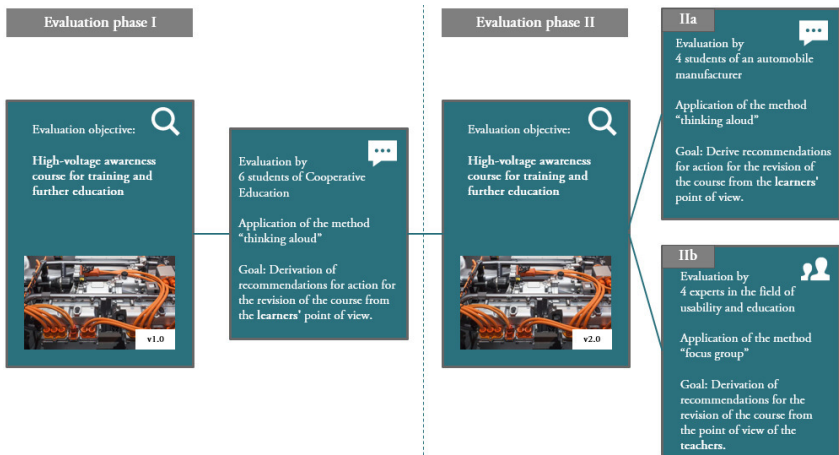 Evaluation phase I
Evaluation objective:
High-voltage awareness
course for training and
further education
v1.0
Evaluation by
6 students of Cooperative
Education
Application of the method
“thinking aloud”
Goal: Derivation of
recommendations for action for
the revision of the course from
the learners' point of view.
Evaluation phase II
Evaluation objective:
High-voltage awareness
course for training and
further education
v2.0
IIa
Evaluation by
4 students of an automobile
manufacturer
Application of the method
“thinking aloud”
Goal: Derive recommendations
for action for the revision of
the course from the learners'
point of view.
IIb
Evaluation by
4 experts in the field of
usability and education
Application of the method
“focus group”
Goal: Derivation of
recommendations for the
revision of the course from
the point of view of the
teachers.